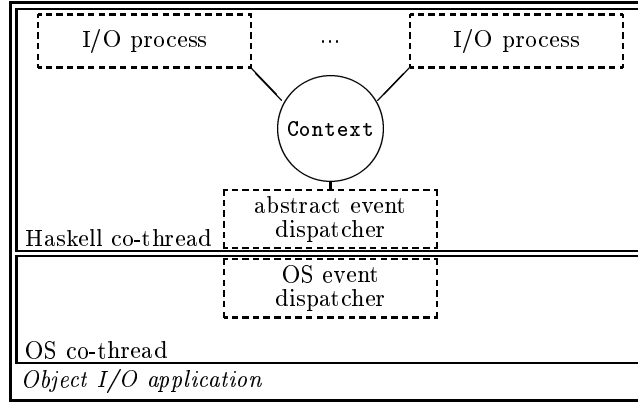 I/O process ... I/O process
Context
abstract event
dispatcher
Haskell co-thread
OS event
dispatcher
OS co-thread
Object I/O application